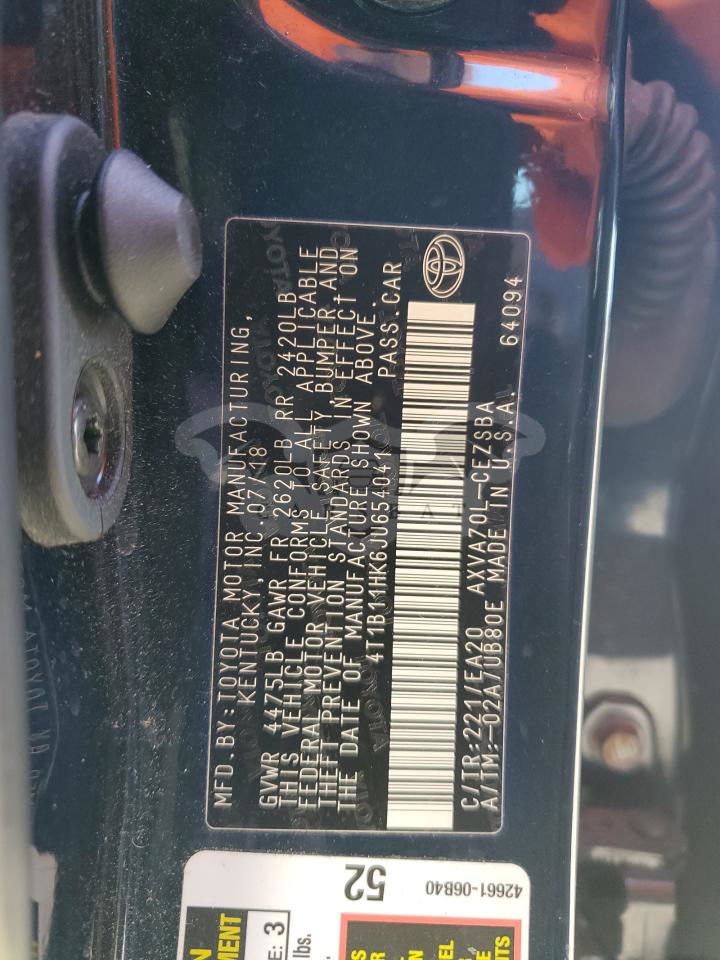 MFD.BY:TOYOTA MOTOR MANUFACTURING,
KENTUCKY,INC.07/18
GVWR 4475LB GAWR FR 2620LB RR 2420LB
THIS VEHICLE CONFORMS TO ALL APPLICABLE
FEDERAL MOTOR VEHICLE SAFETY,BUMPER,AND
THEFT PREVENTION STANDARDS IN EFFECT ON
THE DATE OF MANUFACTURE SHOWN ABOVE.
4T1B11HK6JU654041 PASS.CAR
C/TR:221/EA20 AXVA70L-CEZSBA
A/TM:-02A/UB80E MADE IN U.S.A. 64094
52
42661-06B40
E: 3
lbs.